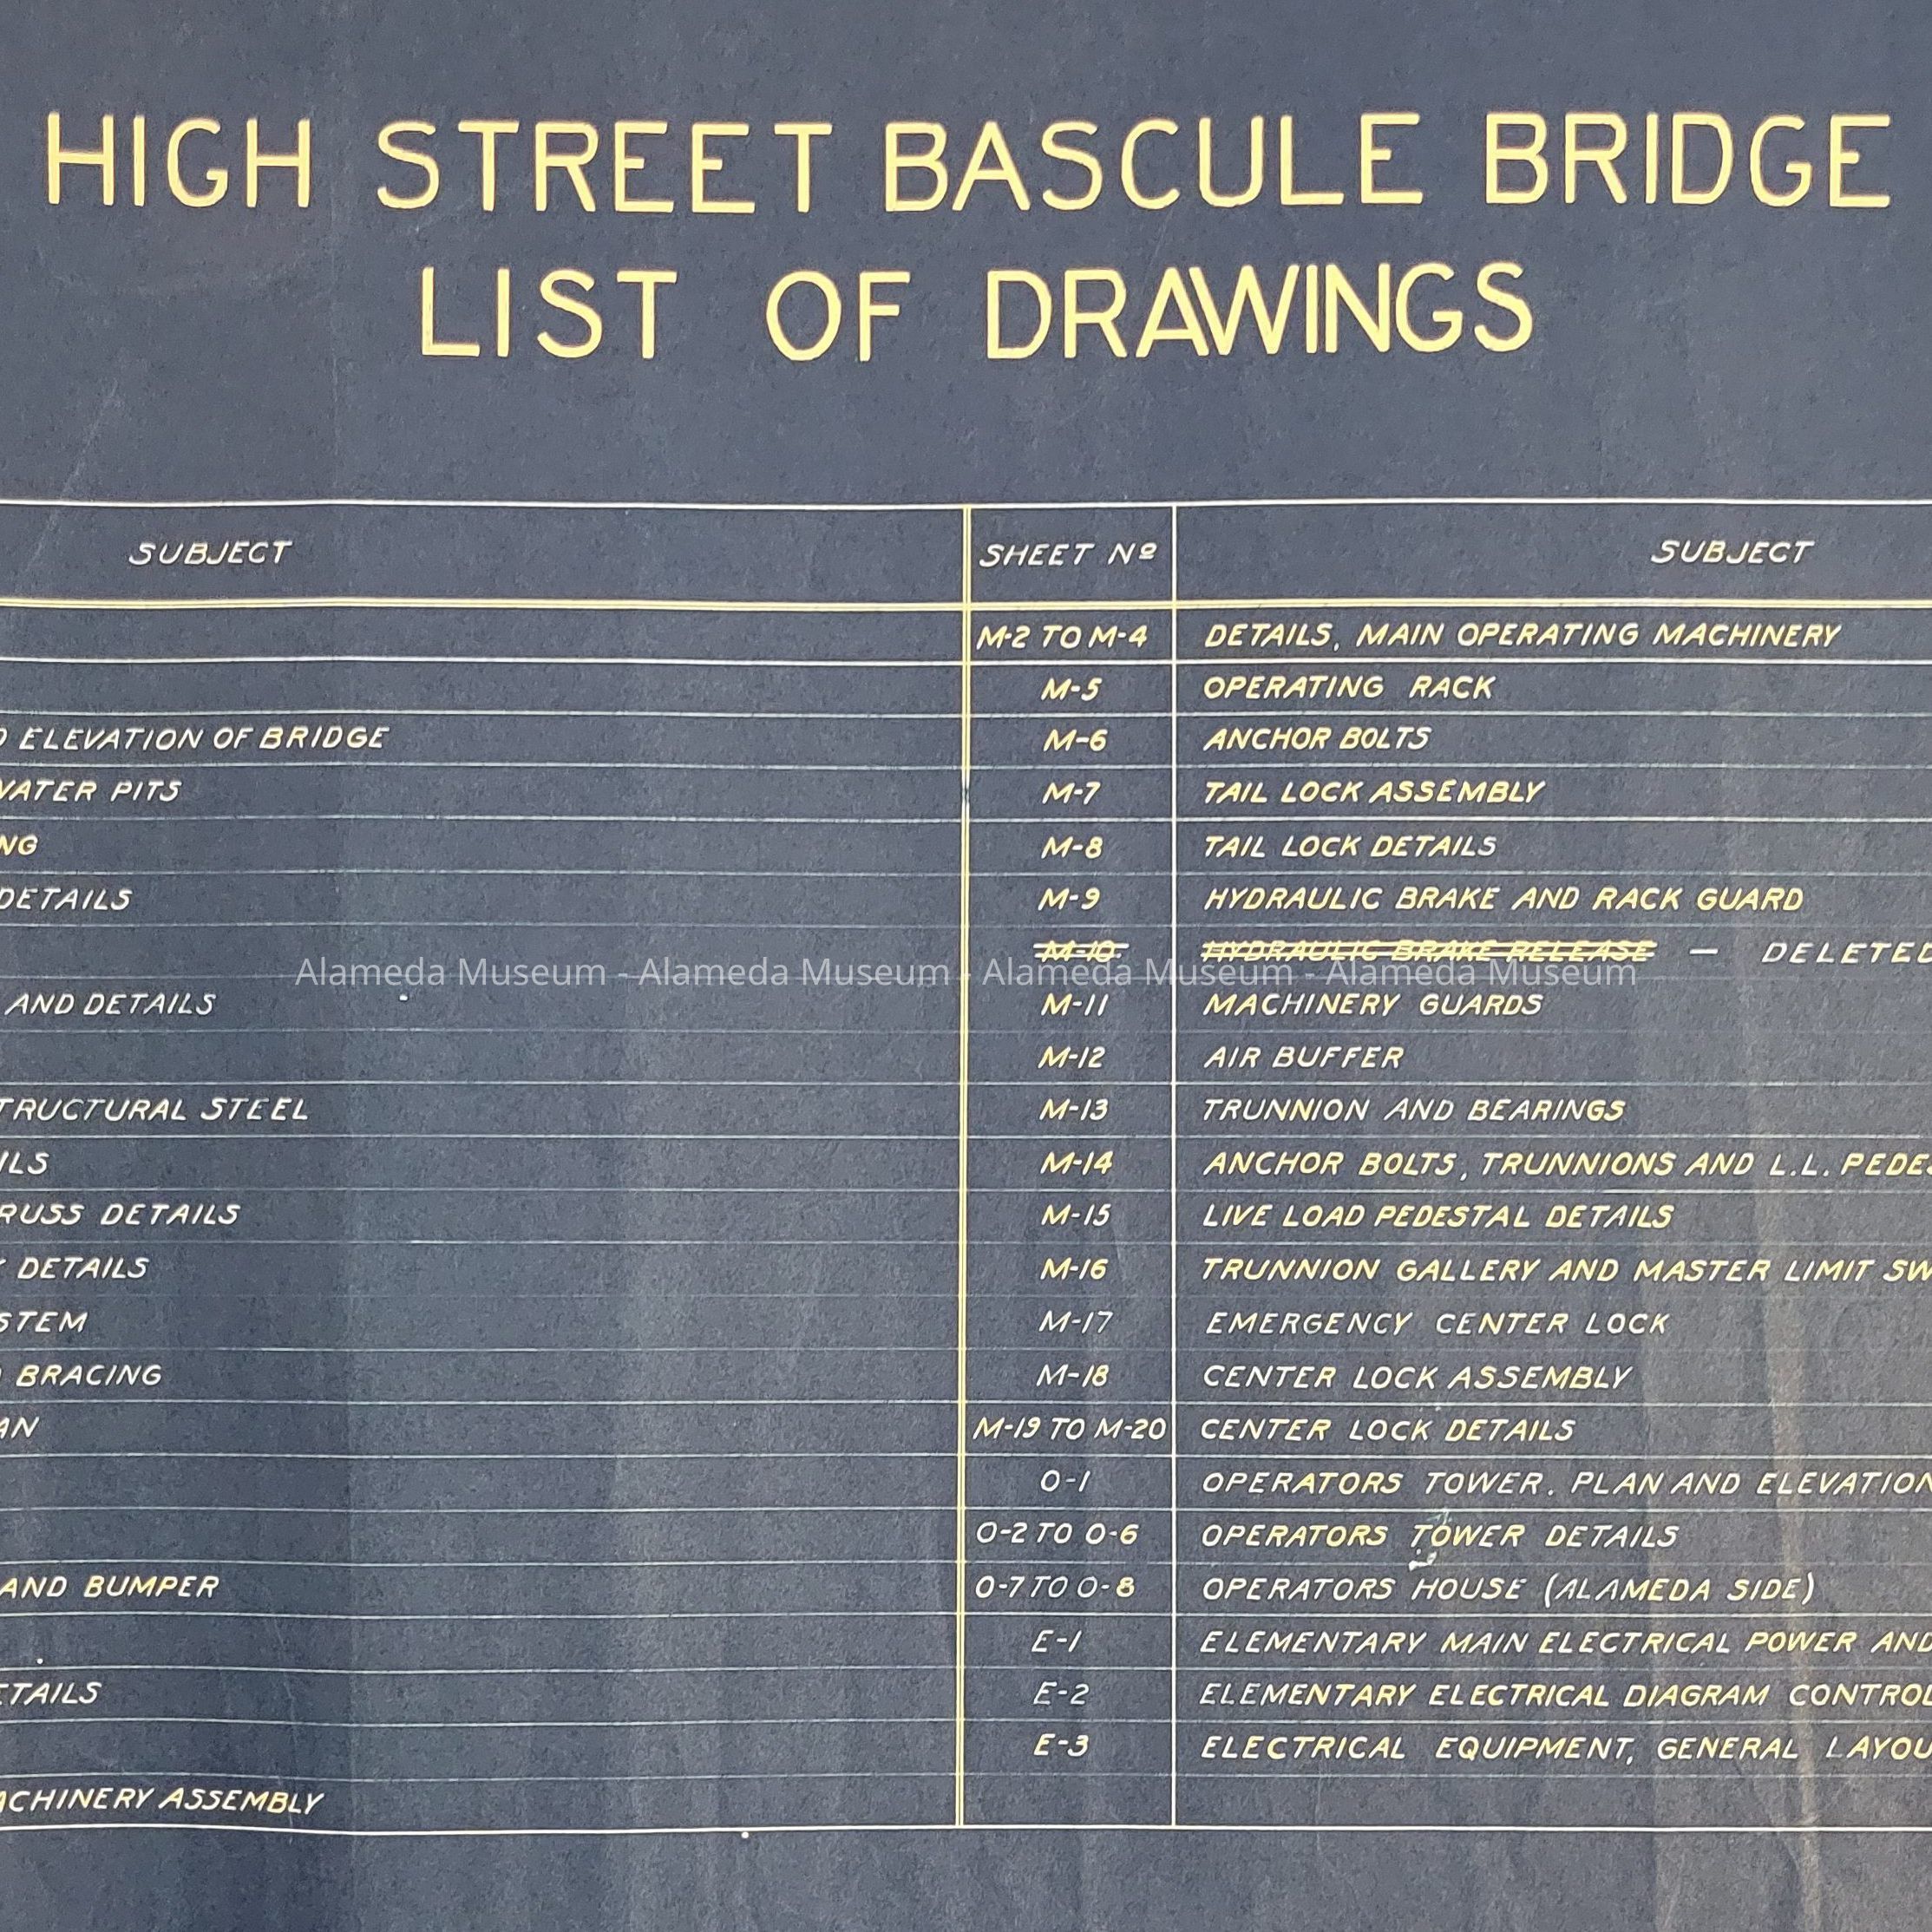 HIGH STREET BASCULE BRIDGE
LIST OF DRAWINGS
SUBJECT SHEET Nº SUBJECT
M-2 TO M-4 DETAILS, MAIN OPERATING MACHINERY
M-5 OPERATING RACK
ELEVATION OF BRIDGE M-6 ANCHOR BOLTS
WATER PITS M-7 TAIL LOCK ASSEMBLY
NG M-8 TAIL LOCK DETAILS
DETAILS M-9 HYDRAULIC BRAKE AND RACK GUARD
M-10 HYDRAULIC BRAKE RELEASE — DELETED
Alameda Museum - Alameda Museum - Alameda Museum - Alameda Museum
AND DETAILS M-11 MACHINERY GUARDS
M-12 AIR BUFFER
TRUCTURAL STEEL M-13 TRUNNION AND BEARINGS
ILS M-14 ANCHOR BOLTS, TRUNNIONS AND L.L. PEDE
RUSS DETAILS M-15 LIVE LOAD PEDESTAL DETAILS
DETAILS M-16 TRUNNION GALLERY AND MASTER LIMIT SW
STEM M-17 EMERGENCY CENTER LOCK
BRACING M-18 CENTER LOCK ASSEMBLY
AN M-19 TO M-20 CENTER LOCK DETAILS
O-1 OPERATORS TOWER. PLAN AND ELEVATION
O-2 TO O-6 OPERATORS TOWER DETAILS
AND BUMPER O-7 TO O-8 OPERATORS HOUSE (ALAMEDA SIDE)
E-1 ELEMENTARY MAIN ELECTRICAL POWER AND
ETAILS E-2 ELEMENTARY ELECTRICAL DIAGRAM CONTROL
E-3 ELECTRICAL EQUIPMENT, GENERAL LAYOU
ACHINERY ASSEMBLY